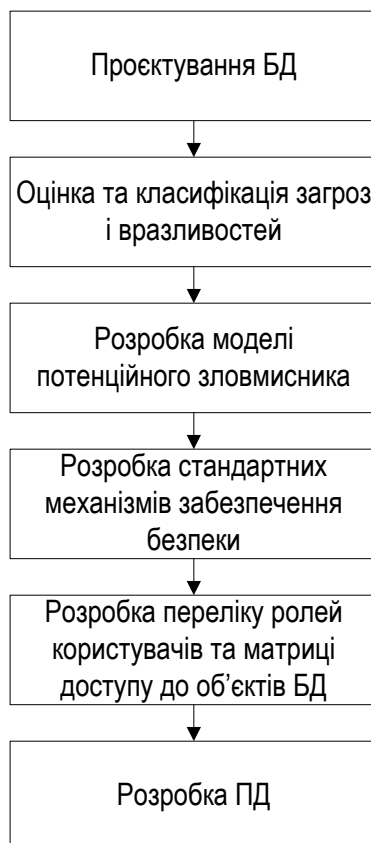 Проєктування БД
Оцінка та класифікація загроз
і вразливостей
Розробка моделі
потенційного зловмисника
Розробка стандартних
механізмів забезпечення
безпеки
Розробка переліку ролей
користувачів та матриці
доступу до об’єктів БД
Розробка ПД